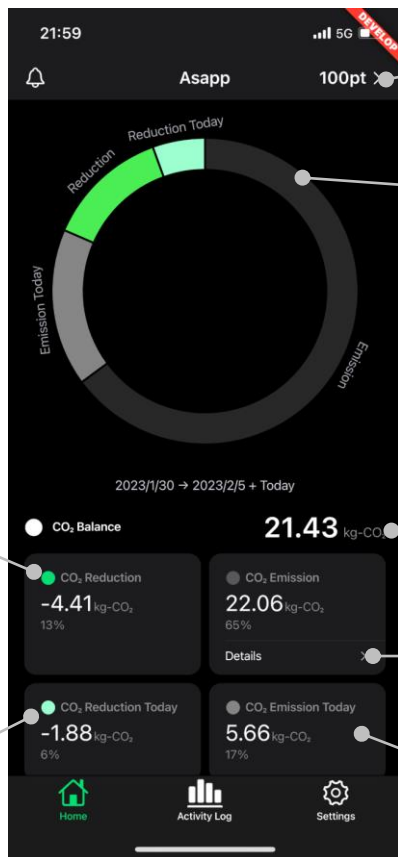 DEVELOP
21:59
5G
Asapp
100pt >
Reduction Today
Reduction
Emission Today
Emission
2023/1/30 → 2023/2/5 + Today
CO₂ Balance
21.43 kg-CO₂
CO₂ Reduction
-4.41 kg-CO₂
13%
CO₂ Emission
22.06 kg-CO₂
65%
Details >
CO₂ Reduction Today
-1.88 kg-CO₂
6%
CO₂ Emission Today
5.66 kg-CO₂
17%
Home
Activity Log
Settings